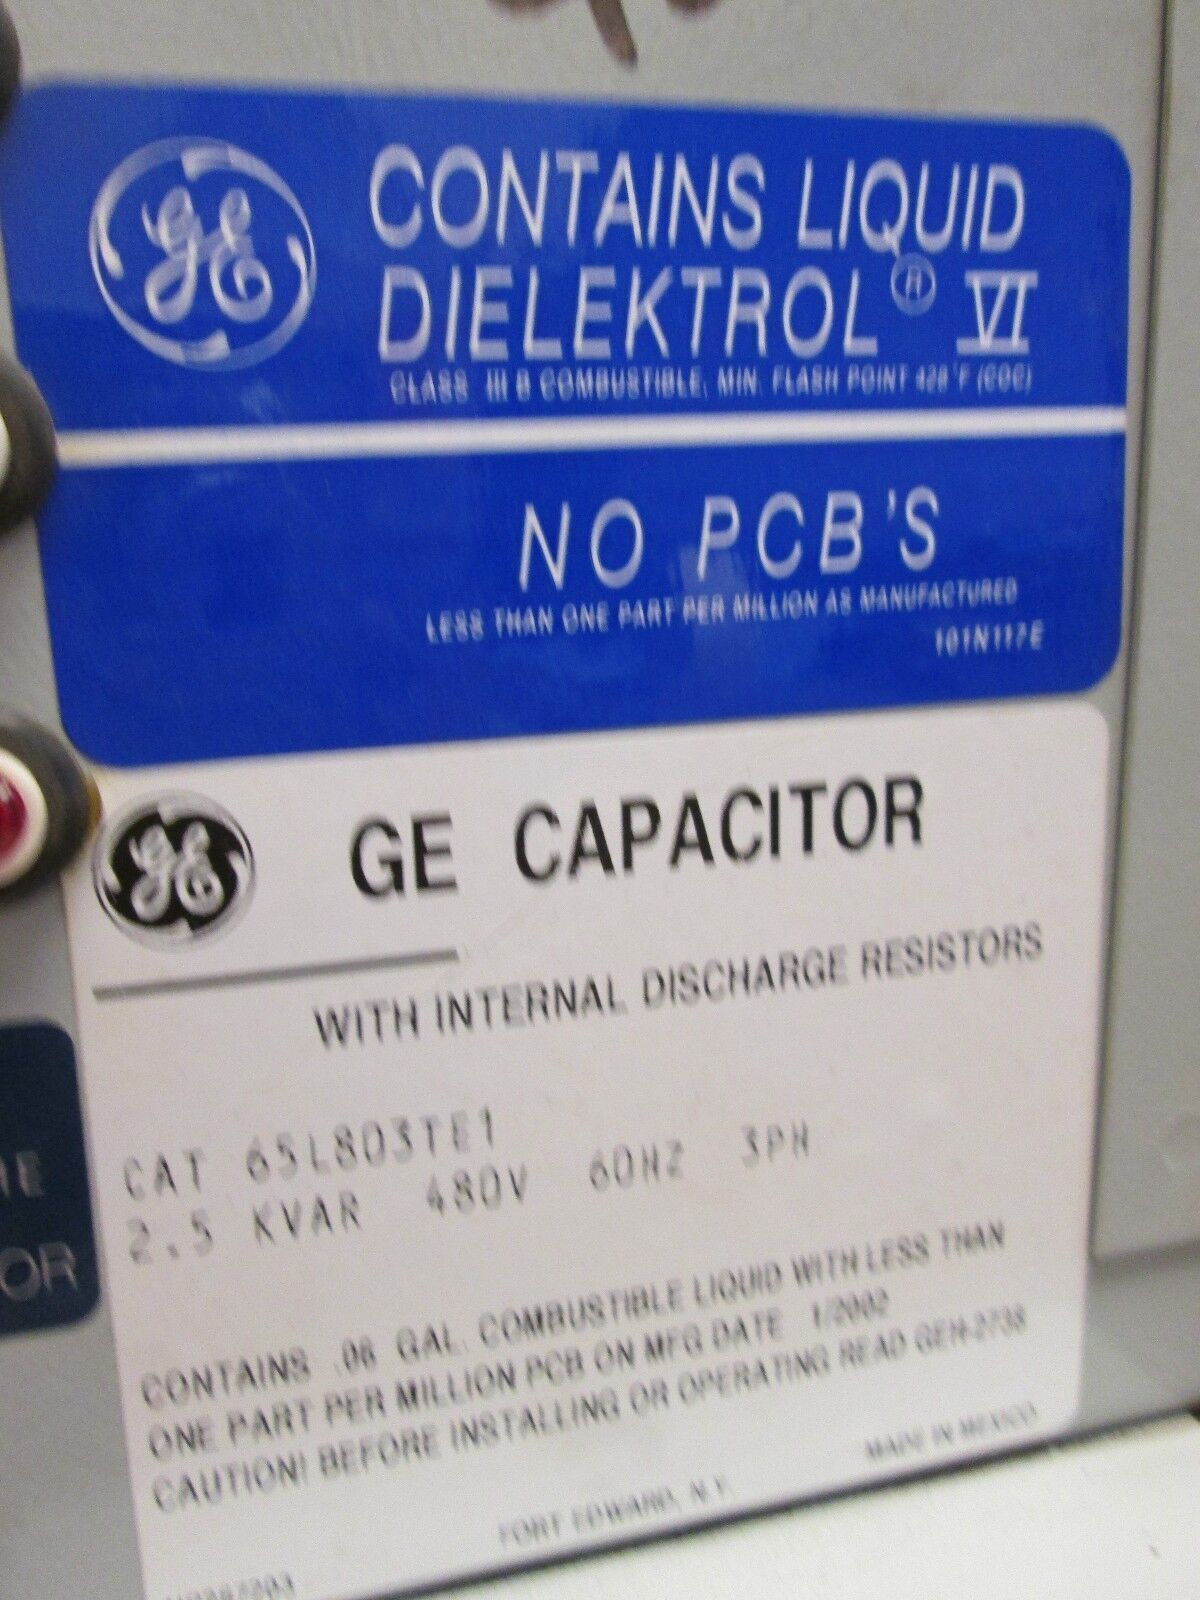 GE
CONTAINS LIQUID
DIELEKTROL® VI
CLASS III B COMBUSTIBLE, MIN. FLASH POINT 428°F (COC)
NO PCB'S
LESS THAN ONE PART PER MILLION AS MANUFACTURED
101N117E
GE
GE CAPACITOR
WITH INTERNAL DISCHARGE RESISTORS
CAT 65L803TE1
2.5 KVAR 480V 60HZ 3PH
CONTAINS .06 GAL. COMBUSTIBLE LIQUID WITH LESS THAN
ONE PART PER MILLION PCB ON MFG DATE 1/2002
CAUTION! BEFORE INSTALLING OR OPERATING READ GEH-2738
FORT EDWARD, N.Y.
MADE IN MEXICO
OR